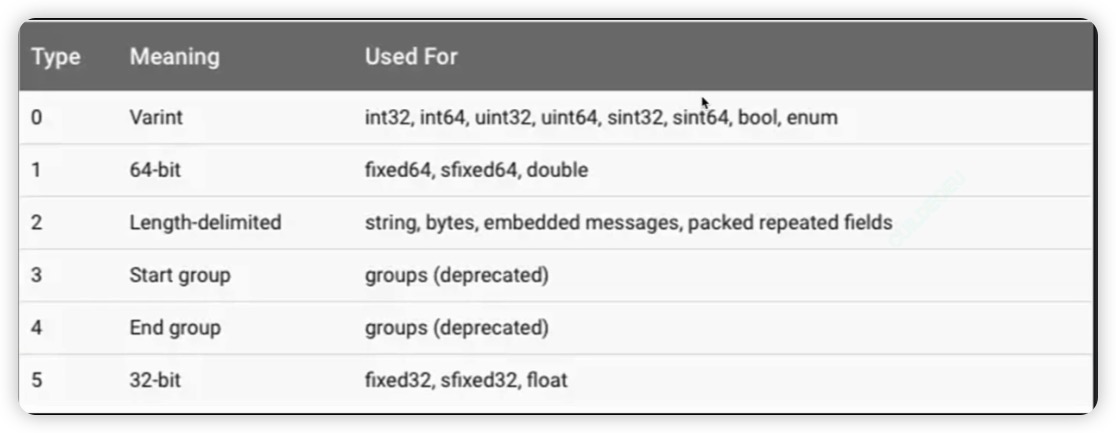 Type Meaning Used For
0 Varint int32, int64, uint32, uint64, sint32, sint64, bool, enum
1 64-bit fixed64, sfixed64, double
2 Length-delimited string, bytes, embedded messages, packed repeated fields
3 Start group groups (deprecated)
4 End group groups (deprecated)
5 32-bit fixed32, sfixed32, float